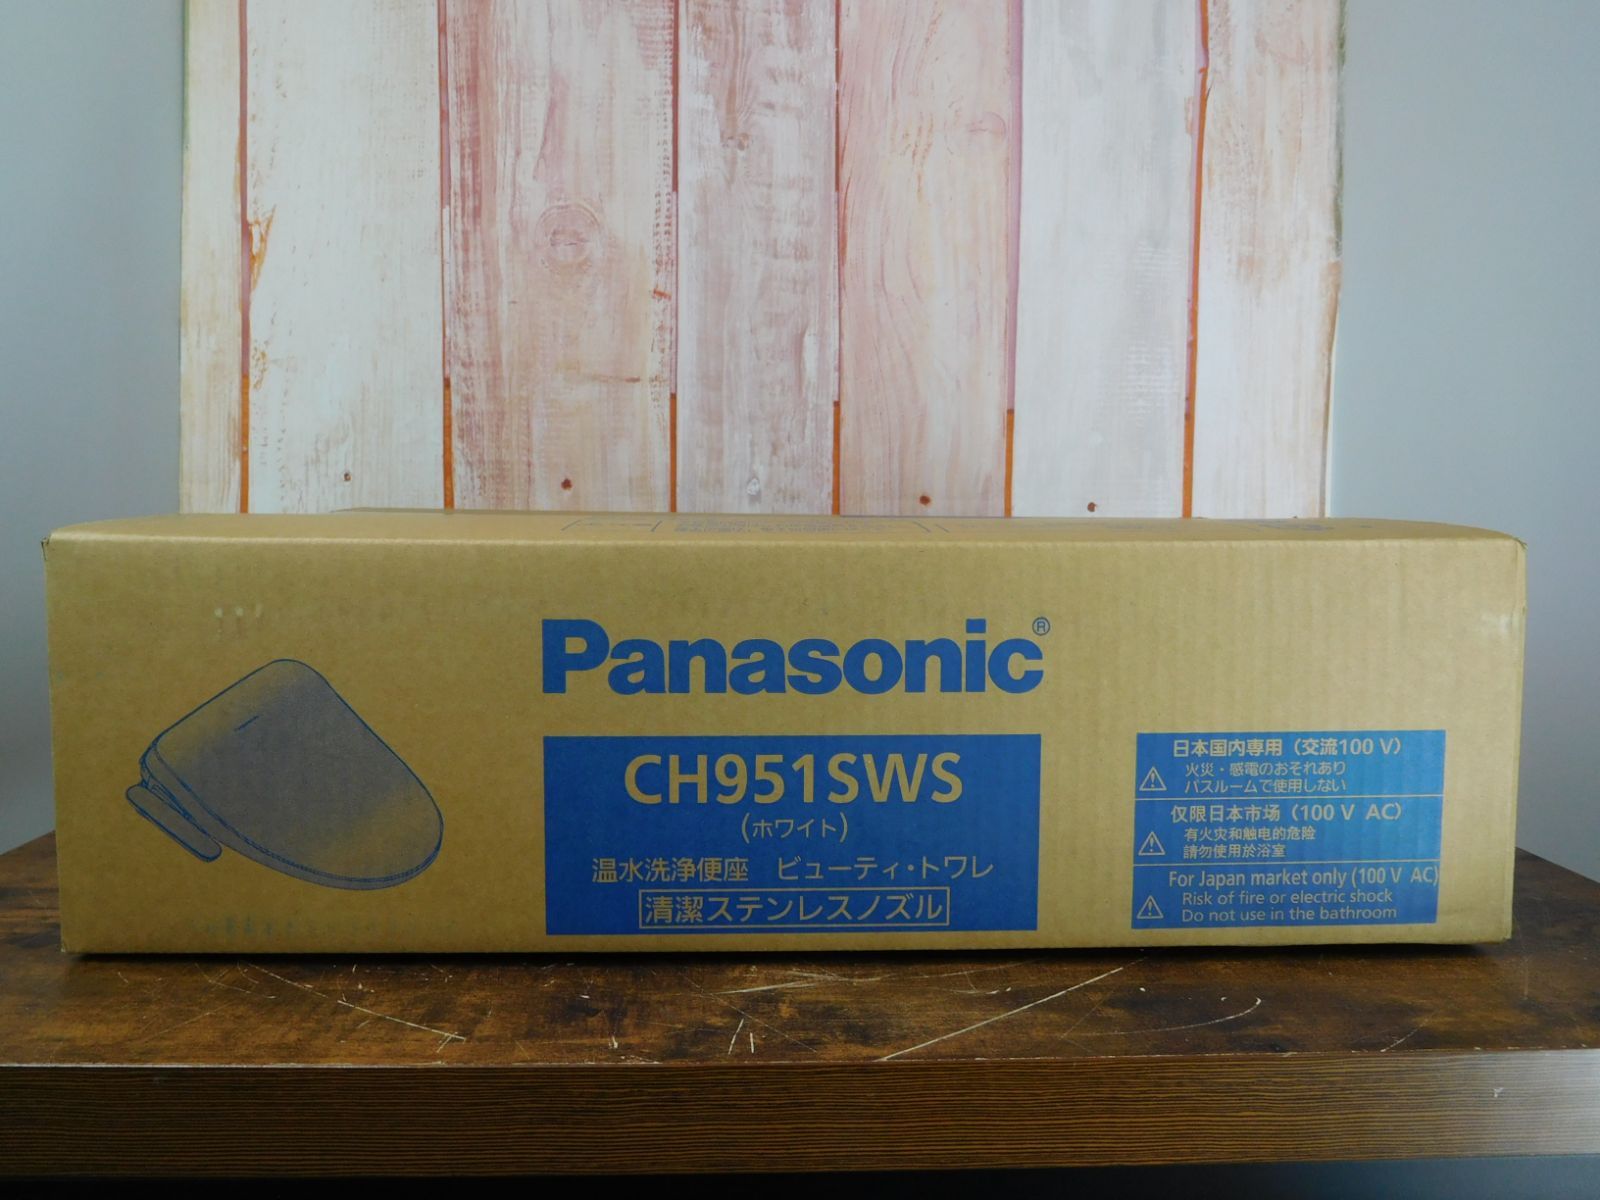 Panasonic®
CH951SWS
(ホワイト)
温水洗浄便座 ビューティ・トワレ
清潔ステンレスノズル
日本国内専用（交流100 V）
火災・感電のおそれあり
バスルームで使用しない
仅限日本市场（100 V AC）
有火灾和触电的危险
請勿使用於浴室
For Japan market only (100 V AC)
Risk of fire or electric shock
Do not use in the bathroom